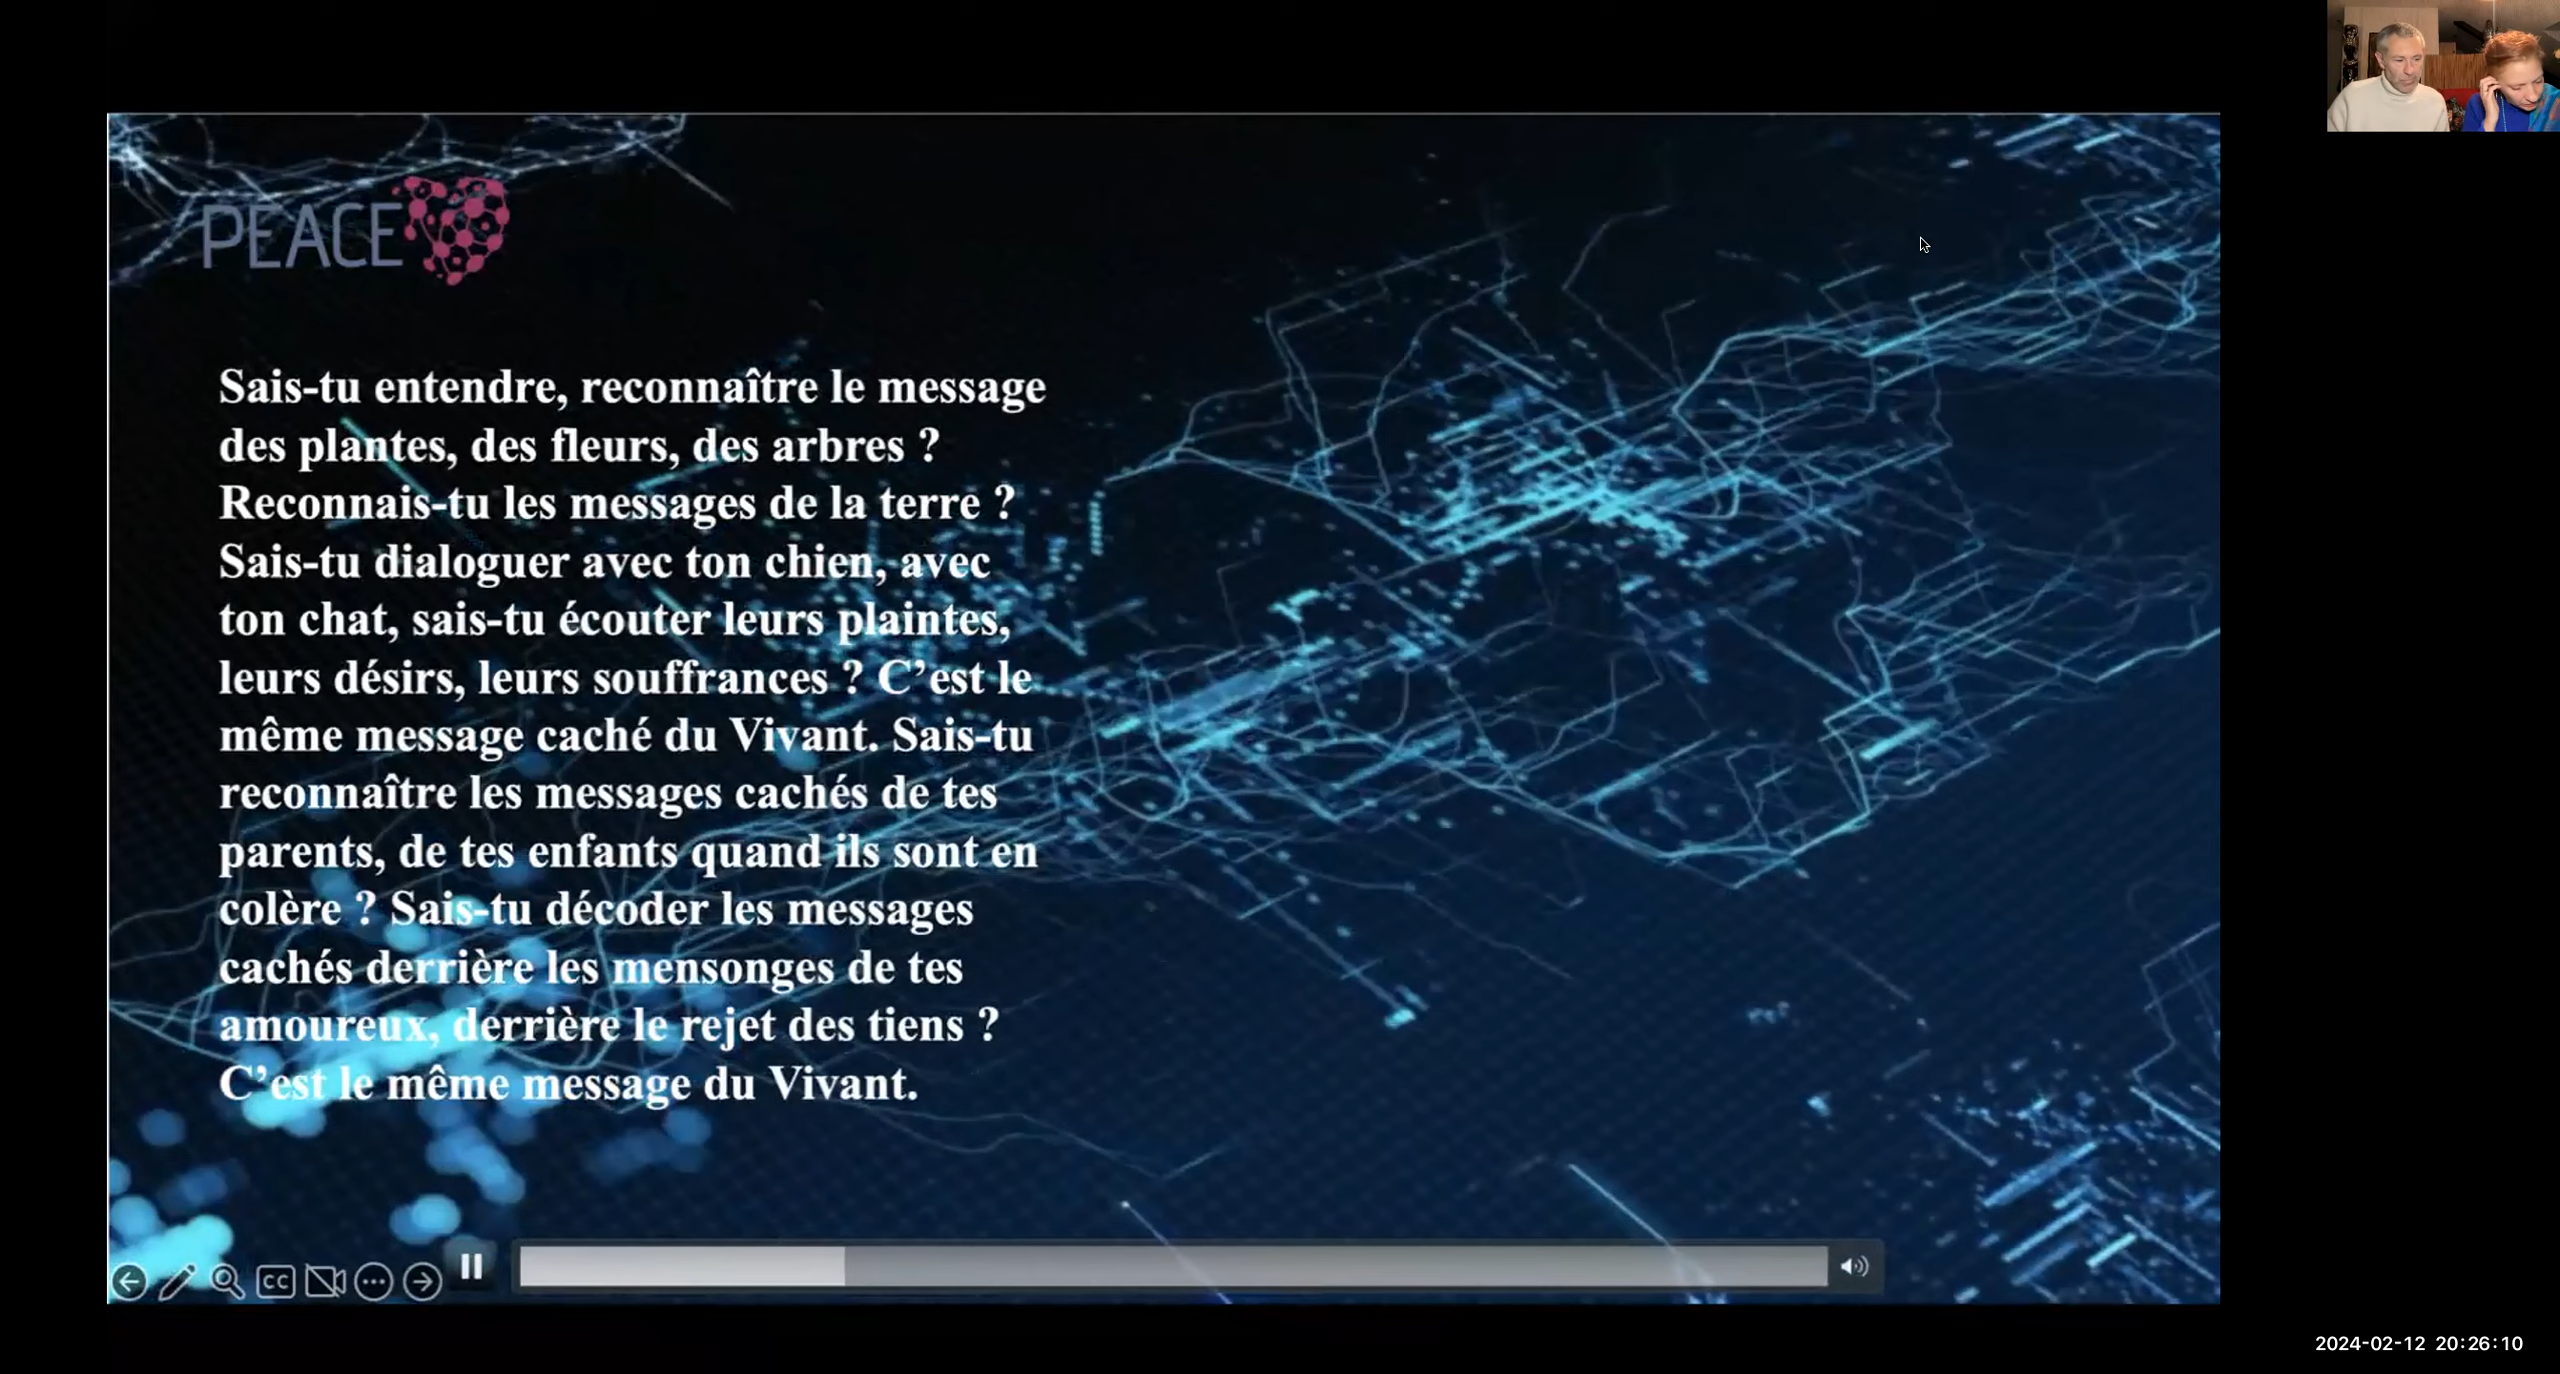 PEACE
Sais-tu entendre, reconnaître le message
des plantes, des fleurs, des arbres ?
Reconnais-tu les messages de la terre ?
Sais-tu dialoguer avec ton chien, avec
ton chat, sais-tu écouter leurs plaintes,
leurs désirs, leurs souffrances ? C’est le
même message caché du Vivant. Sais-tu
reconnaître les messages cachés de tes
parents, de tes enfants quand ils sont en
colère ? Sais-tu décoder les messages
cachés derrière les mensonges de tes
amoureux, derrière le rejet des tiens ?
C’est le même message du Vivant.
CC
2024-02-12 20:26:10